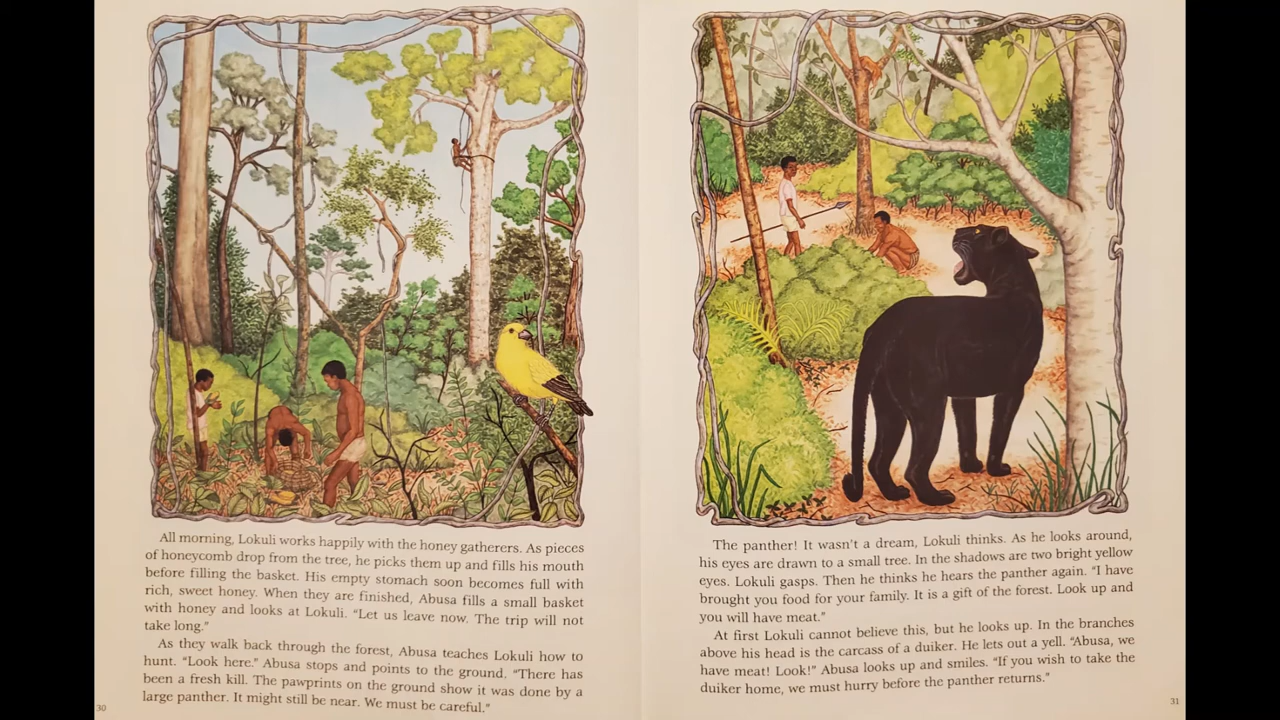 All morning, Lokuli works happily with the honey gatherers. As pieces
of honeycomb drop from the tree, he picks them up and fills his mouth
before filling the basket. His empty stomach soon becomes full with
rich, sweet honey. When they are finished, Abusa fills a small basket
with honey and looks at Lokuli. “Let us leave now. The trip will not
take long.”
As they walk back through the forest, Abusa teaches Lokuli how to
hunt. “Look here.” Abusa stops and points to the ground. “There has
been a fresh kill. The pawprints on the ground show it was done by a
large panther. It might still be near. We must be careful.”
30
The panther! It wasn’t a dream, Lokuli thinks. As he looks around,
his eyes are drawn to a small tree. In the shadows are two bright yellow
eyes. Lokuli gasps. Then he thinks he hears the panther again. “I have
brought you food for your family. It is a gift of the forest. Look up and
you will have meat.”
At first Lokuli cannot believe this, but he looks up. In the branches
above his head is the carcass of a duiker. He lets out a yell. “Abusa, we
have meat! Look!” Abusa looks up and smiles. “If you wish to take the
duiker home, we must hurry before the panther returns.”
31